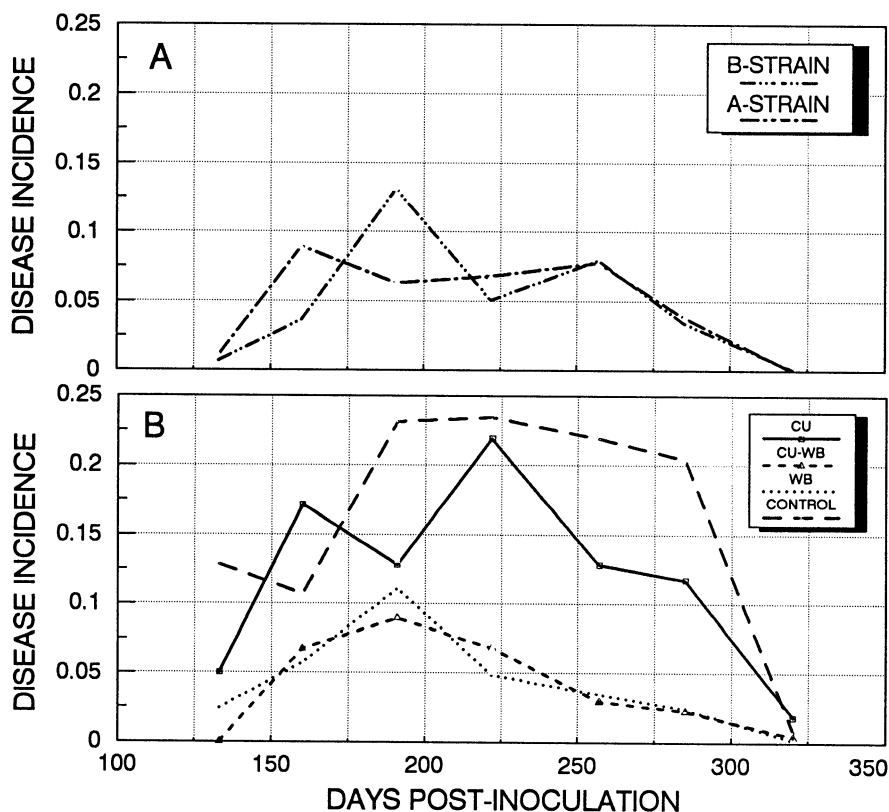 0.25
A
0.2
0.15
0.1
0.05
0
DISEASE INCIDENCE
B-STRAIN
A-STRAIN
0.25
B
0.2
0.15
0.1
0.05
0
DISEASE INCIDENCE
CU
CU-WB
WB
CONTROL
100 150 200 250 300 350
DAYS POST-INOCULATION